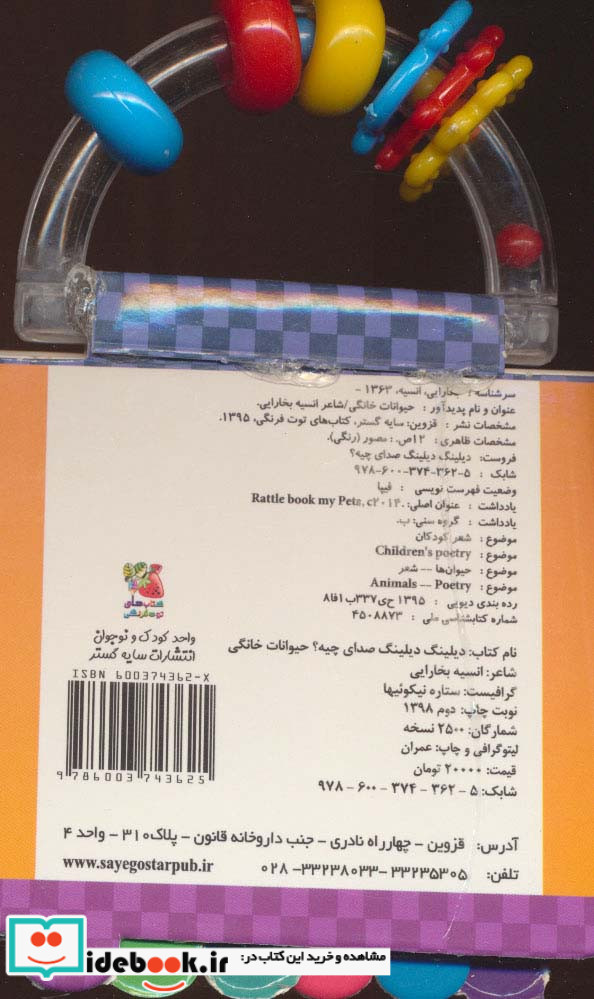 سرشناسه : بخارایی، انسیه، ۱۳۶۳ -
عنوان و نام پدیدآور : حیوانات خانگی/شاعر انسیه بخارایی.
مشخصات نشر : قزوین: سایه گستر، کتاب‌های توت فرنگی، ۱۳۹۵.
مشخصات ظاهری : ۱۲ص.: مصور (رنگی).
فروست: دیلینگ دیلینگ صدای چیه؟
شابک : ۹۷۸-۶۰۰-۳۷۴-۳۶۲-۵
وضعیت فهرست نویسی : فیپا
یادداشت : عنوان اصلی: Rattle book my Pets, c۲۰۱۴.
یادداشت : گروه سنی: ب.
موضوع : شعر کودکان
موضوع : Children's poetry
موضوع : حیوان‌ها -- شعر
موضوع : Animals -- Poetry
رده بندی دیویی : ۱۳۹۵ ح‌ی۳۳۷ب ۱فا۸
شماره کتابشناسی ملی : ۴۵۰۸۸۷۳
کتاب‌های
توت فرنگی
واحد کودک و نوجوان
انتشارات سایه گستر
ISBN 600374362-X
9 786003 743625
نام کتاب: دیلینگ دیلینگ صدای چیه؟ حیوانات خانگی
شاعر: انسیه بخارایی
گرافیست: ستاره نیکوئیها
نوبت چاپ: دوم ۱۳۹۸
شمارگان: ۲۵۰۰ نسخه
لیتوگرافی و چاپ: عمران
قیمت: ۲۰۰۰۰ تومان
شابک: ۵ - ۳۶۲ - ۳۷۴ - ۶۰۰ - ۹۷۸
آدرس: قزوین - چهارراه نادری - جنب داروخانه قانون - پلاک۳۱۰ - واحد ۴
تلفن: ۳۳۲۳۵۳۰۵ -۳۳۲۳۸۰۳۳ - ۰۲۸ www.sayegostarpub.ir
مشاهده و خرید این کتاب در:
idebook.ir